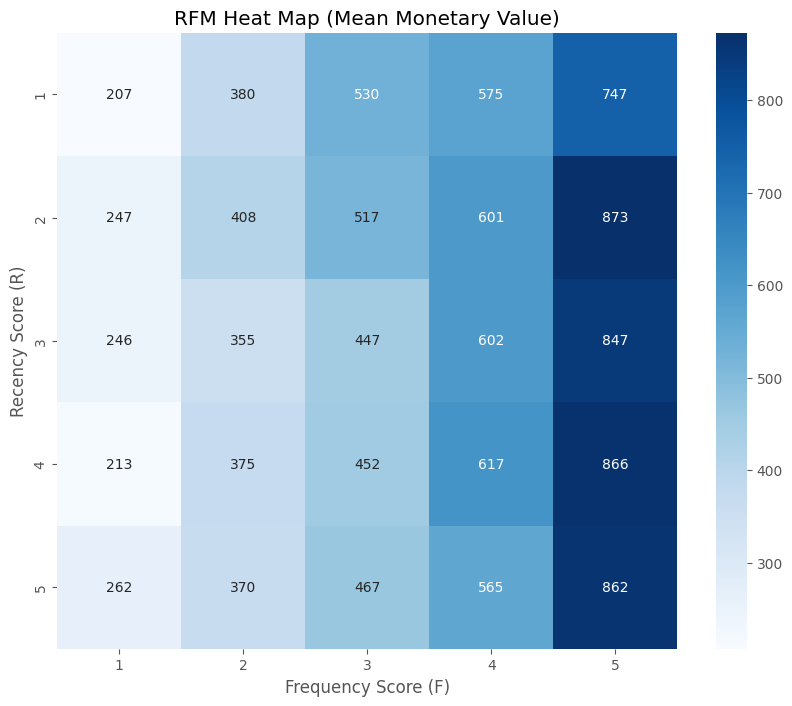 RFM Heat Map (Mean Monetary Value)
Recency Score (R)
1 207 380 530 575 747
2 247 408 517 601 873
3 246 355 447 602 847
4 213 375 452 617 866
5 262 370 467 565 862
1 2 3 4 5
Frequency Score (F)
800
700
600
500
400
300